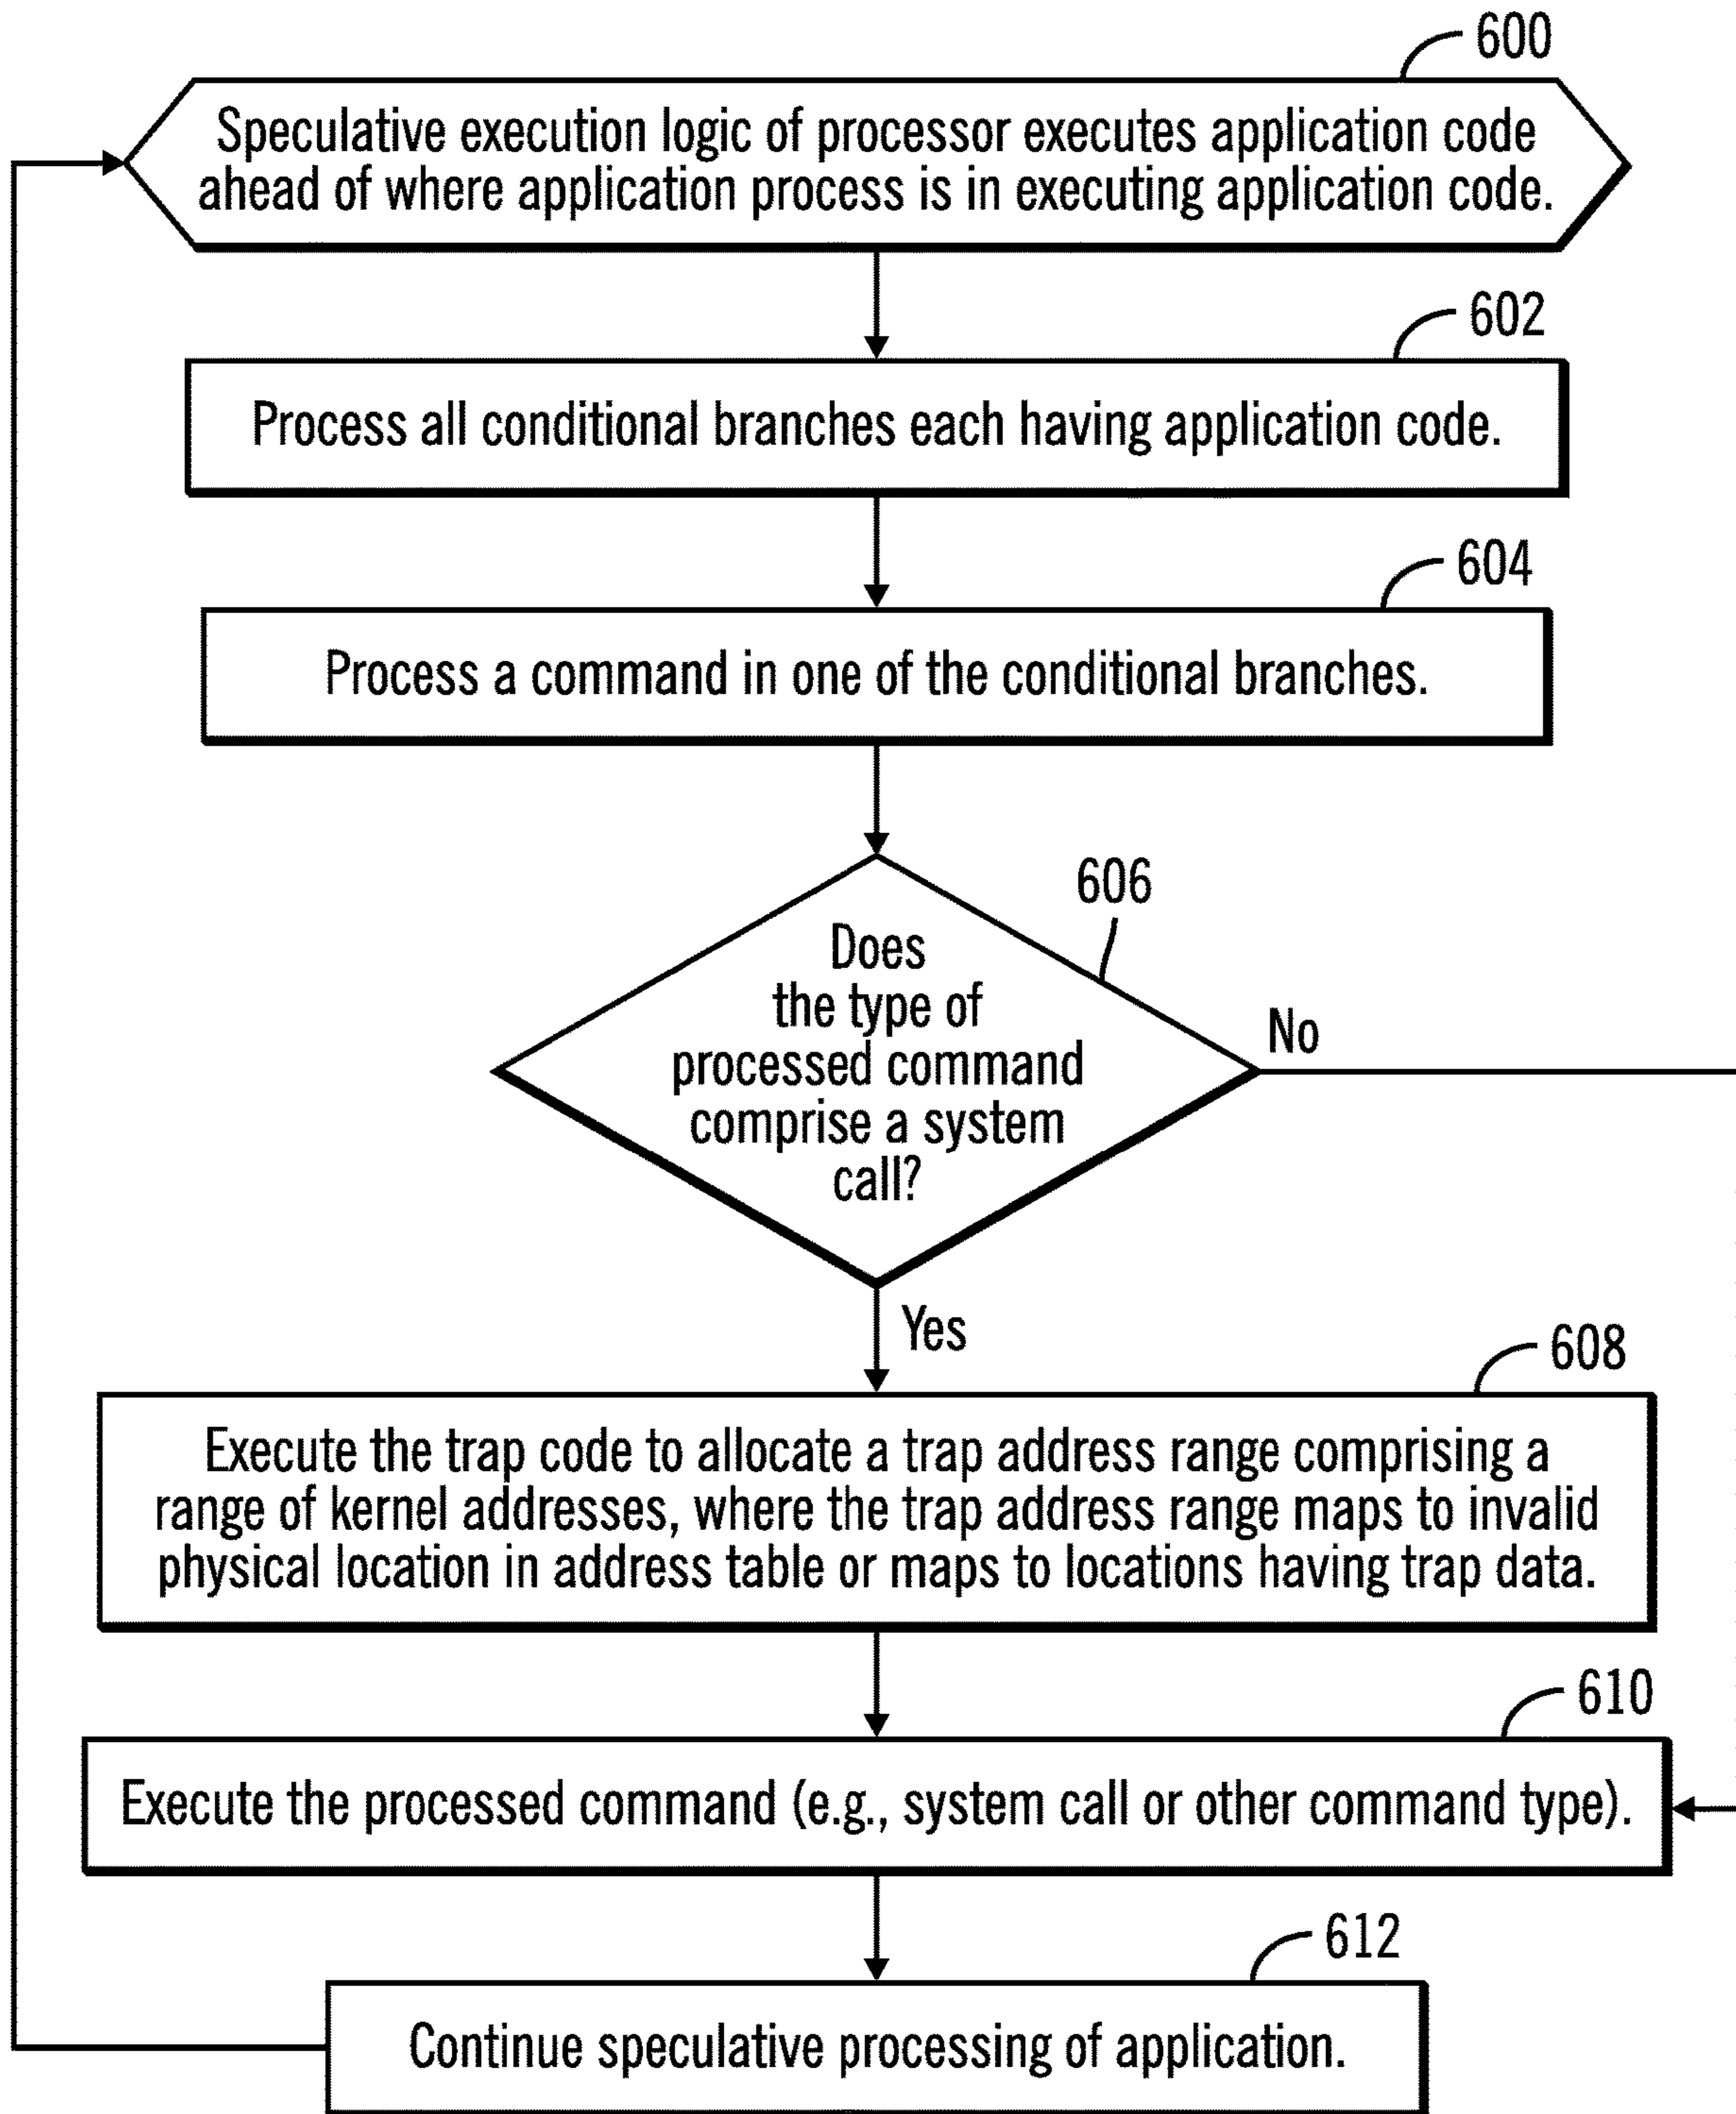 600
Speculative execution logic of processor executes application code
ahead of where application process is in executing application code.
602
Process all conditional branches each having application code.
604
Process a command in one of the conditional branches.
606
Does
the type of
processed command
comprise a system
call?
No
Yes
608
Execute the trap code to allocate a trap address range comprising a
range of kernel addresses, where the trap address range maps to invalid
physical location in address table or maps to locations having trap data.
610
Execute the processed command (e.g., system call or other command type).
612
Continue speculative processing of application.